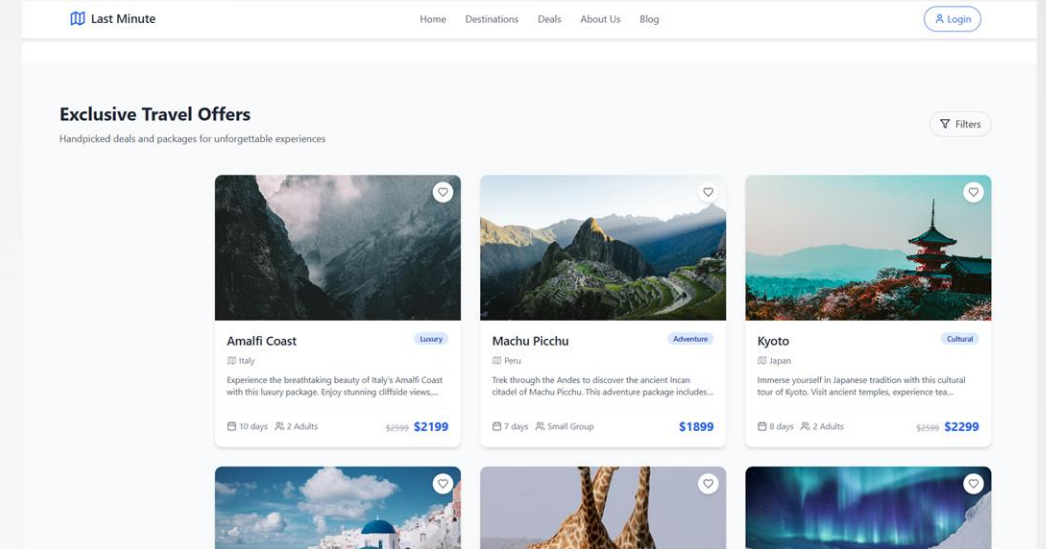 Last Minute
Home Destinations Deals About Us Blog
Login
Exclusive Travel Offers
Handpicked deals and packages for unforgettable experiences
Filters
Amalfi Coast
Luxury
Italy
Experience the breathtaking beauty of Italy's Amalfi Coast
with this luxury package. Enjoy stunning cliffside views,...
10 days 2 Adults $2599 $2199
Machu Picchu
Adventure
Peru
Trek through the Andes to discover the ancient Incan
citadel of Machu Picchu. This adventure package includes...
7 days Small Group $1899
Kyoto
Cultural
Japan
Immerse yourself in Japanese tradition with this cultural
tour of Kyoto. Visit ancient temples, experience tea...
8 days 2 Adults $2599 $2299